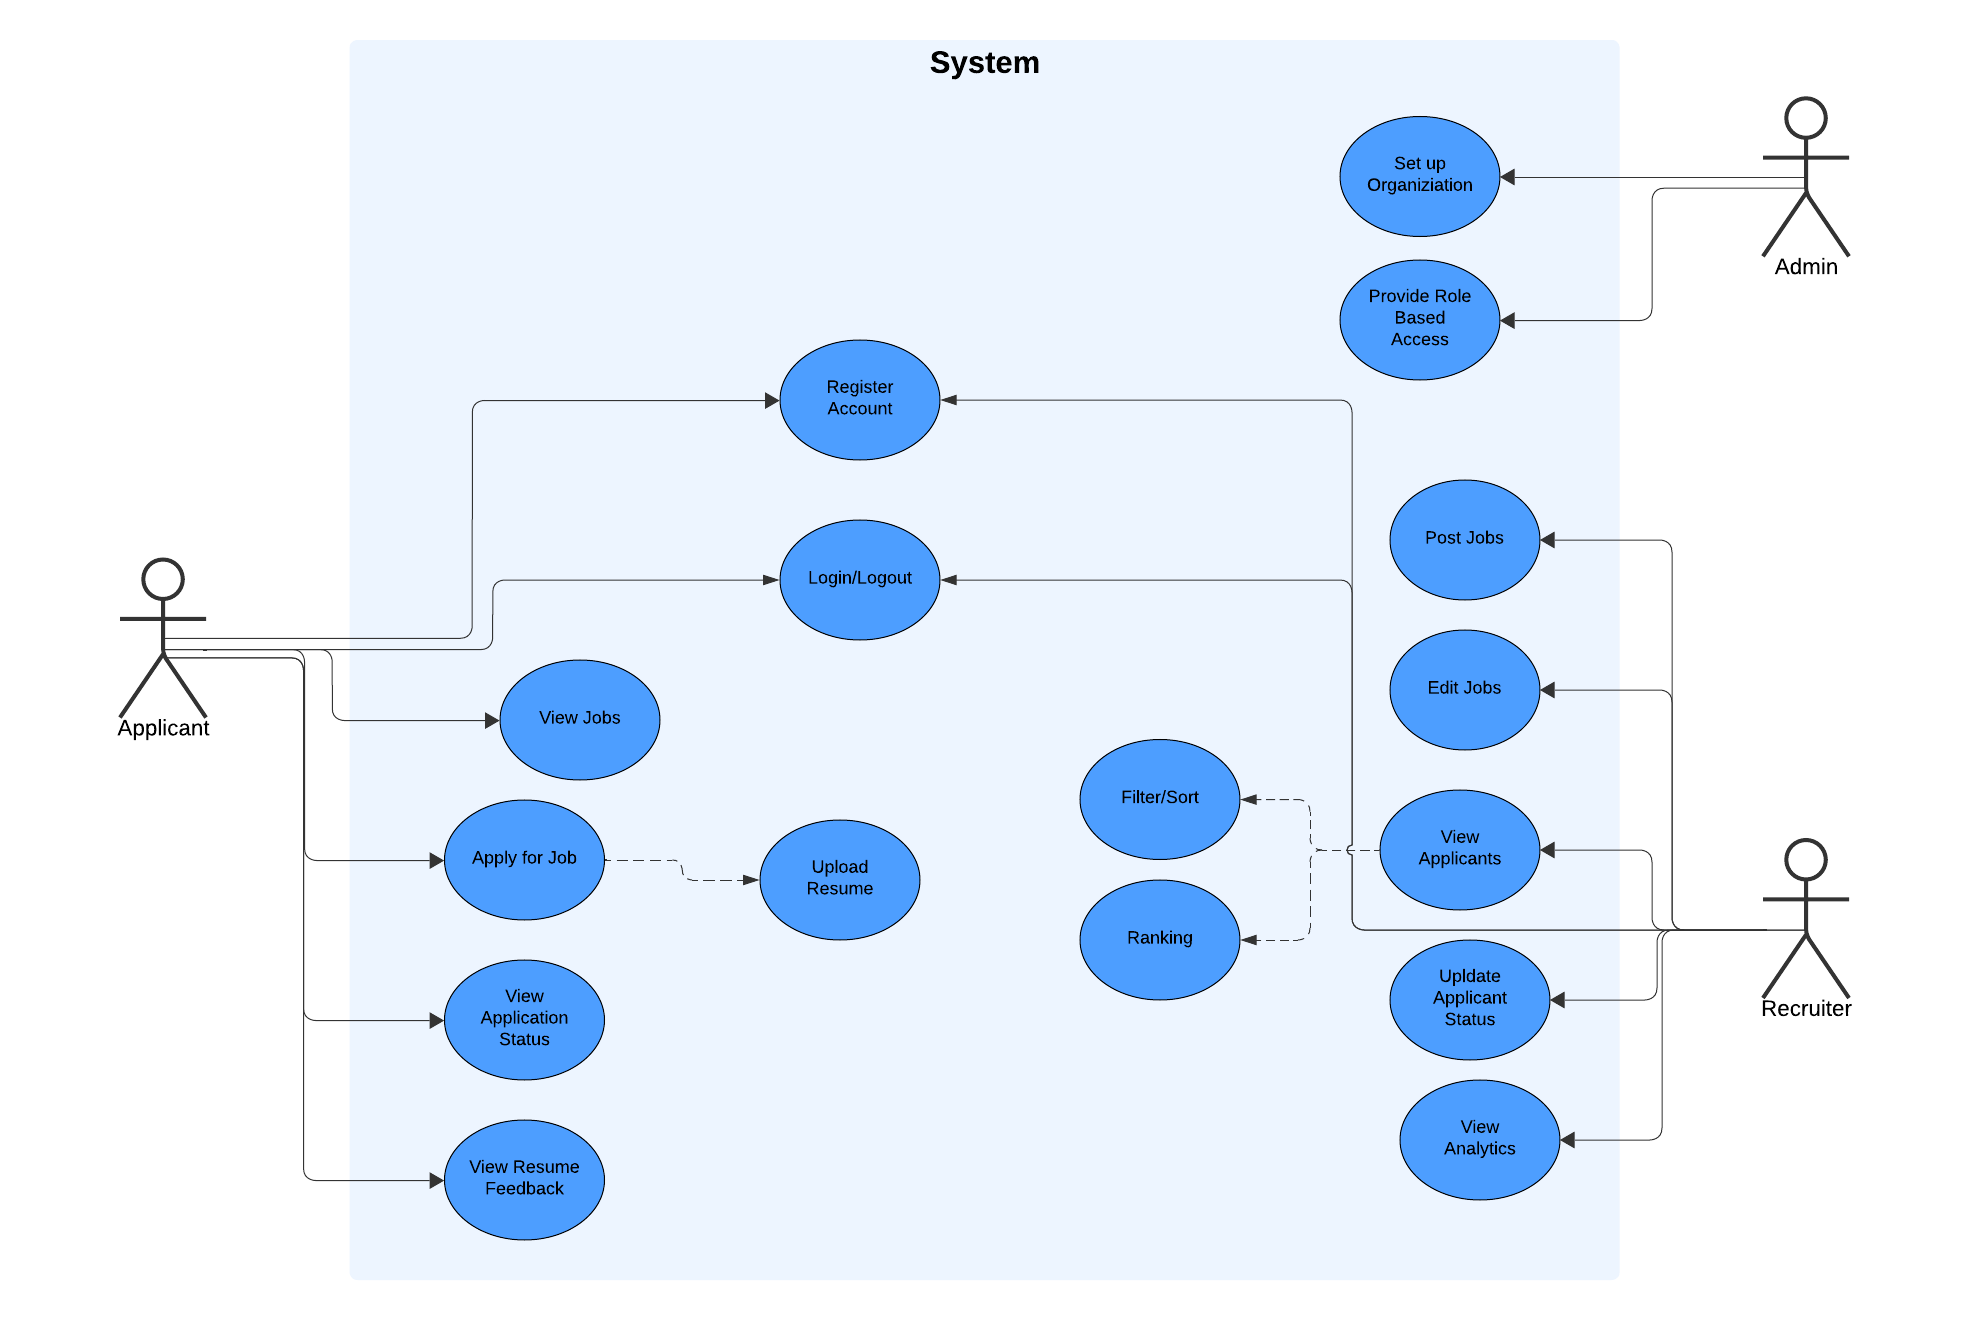 System
Set up
Organiziation
Admin
Provide Role
Based
Access
Register
Account
Post Jobs
Login/Logout
Applicant
View Jobs
Edit Jobs
Filter/Sort
View
Applicants
Apply for Job
Upload
Resume
Ranking
View
Application
Status
Upldate
Applicant
Status
Recruiter
View Resume
Feedback
View
Analytics